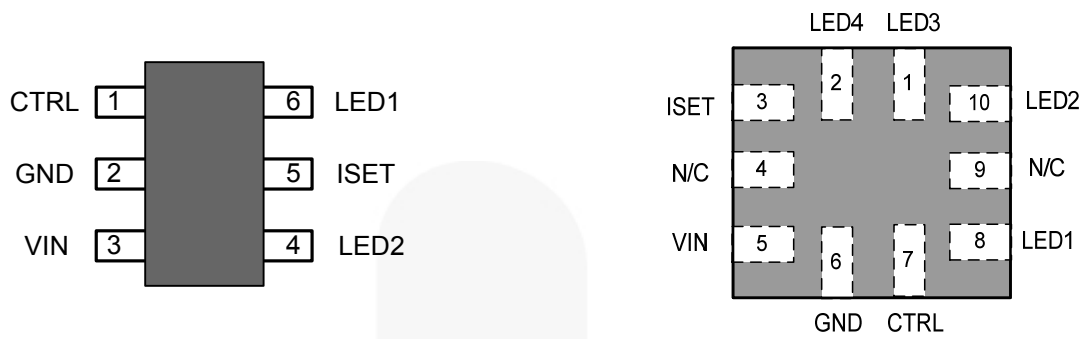 CTRL 1 6 LED1
GND 2 5 ISET
VIN 3 4 LED2
LED4 LED3
2 1
ISET 3 10 LED2
N/C 4 9 N/C
VIN 5 8 LED1
6 7
GND CTRL